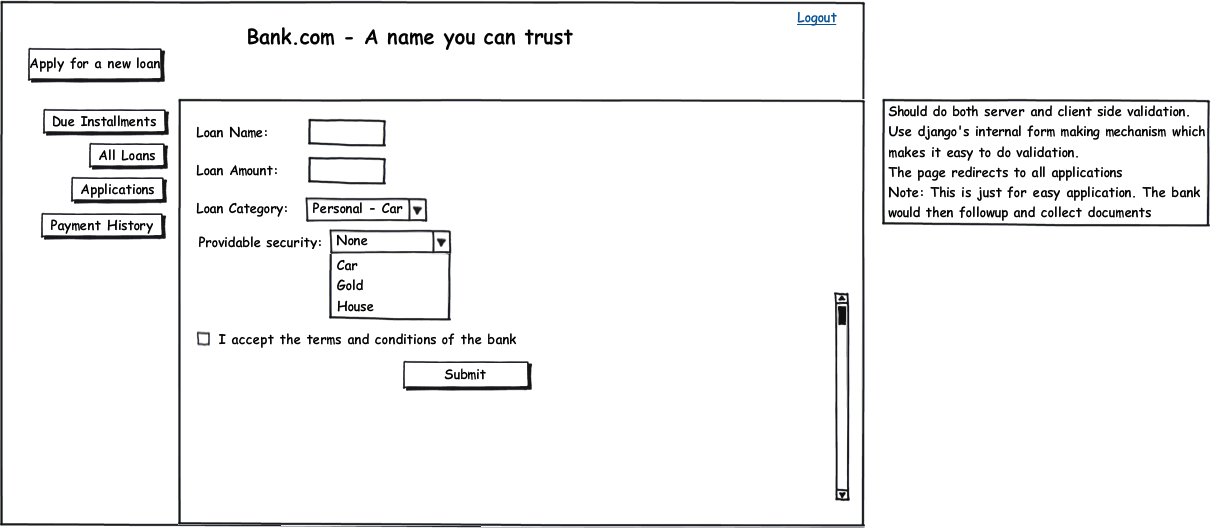 Logout
Bank.com - A name you can trust
Apply for a new loan
Due Installments
All Loans
Applications
Payment History
Loan Name:
Loan Amount:
Loan Category: Personal - Car
Providable security: None
Car
Gold
House
I accept the terms and conditions of the bank
Submit
Should do both server and client side validation.
Use django's internal form making mechanism which
makes it easy to do validation.
The page redirects to all applications
Note: This is just for easy application. The bank
would then followup and collect documents